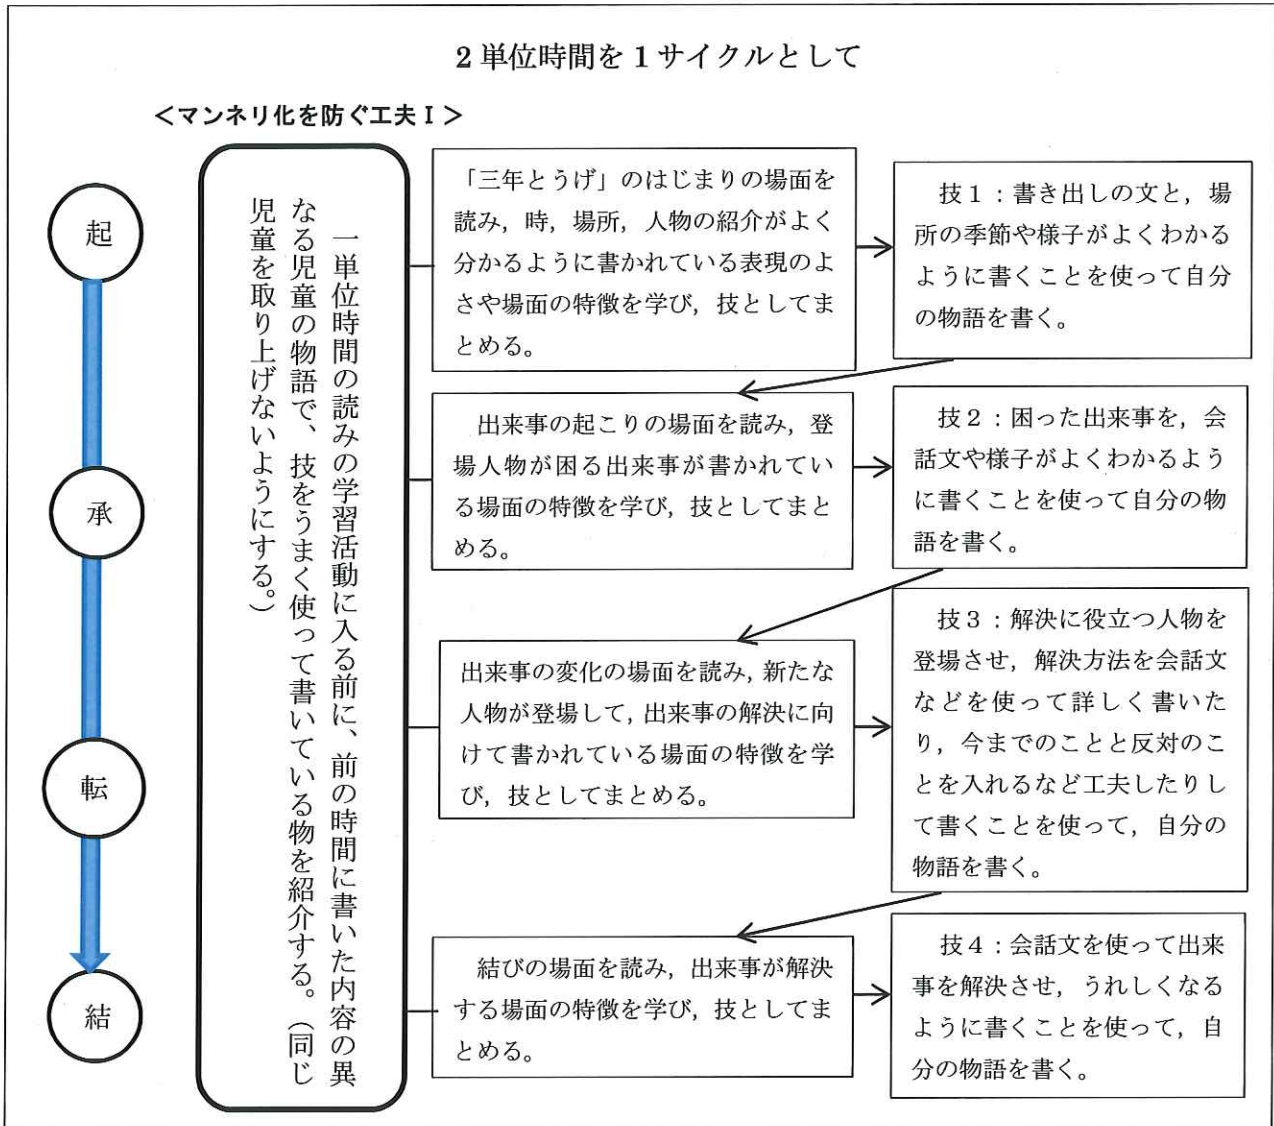 2単位時間を1サイクルとして
＜マンネリ化を防ぐ工夫Ⅰ＞
起
承
転
結
一単位時間の読みの学習活動に入る前に、前の時間に書いた内容の異
なる児童の物語で、技をうまく使って書いている物を紹介する。（同じ
児童を取り上げないようにする。）
「三年とうげ」のはじまりの場面を
読み，時，場所，人物の紹介がよく
分かるように書かれている表現のよ
さや場面の特徴を学び，技としてま
とめる。
技1：書き出しの文と，場
所の季節や様子がよくわかる
ように書くことを使って自分
の物語を書く。
出来事の起こりの場面を読み，登
場人物が困る出来事が書かれてい
る場面の特徴を学び，技としてまと
める。
技2：困った出来事を，会
話文や様子がよくわかるよう
に書くことを使って自分の物
語を書く。
出来事の変化の場面を読み，新たな
人物が登場して，出来事の解決に向
けて書かれている場面の特徴を学
び，技としてまとめる。
技3：解決に役立つ人物を
登場させ，解決方法を会話文
などを使って詳しく書いた
り，今までのことと反対のこ
とを入れるなど工夫したりし
て書くことを使って，自分の
物語を書く。
結びの場面を読み，出来事が解決
する場面の特徴を学び，技としてま
とめる。
技4：会話文を使って出来
事を解決させ，うれしくなる
ように書くことを使って，自
分の物語を書く。